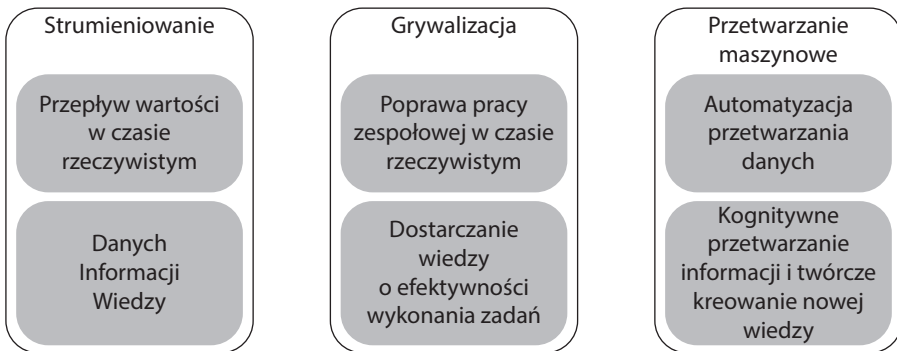 Strumieniowanie
Przepływ wartości
w czasie
rzeczywistym
Danych
Informacji
Wiedzy
Grywalizacja
Poprawa pracy
zespołowej w czasie
rzeczywistym
Dostarczanie
wiedzy
o efektywności
wykonania zadań
Przetwarzanie
maszynowe
Automatyzacja
przetwarzania
danych
Kognitywne
przetwarzanie
informacji i twórcze
kreowanie nowej
wiedzy